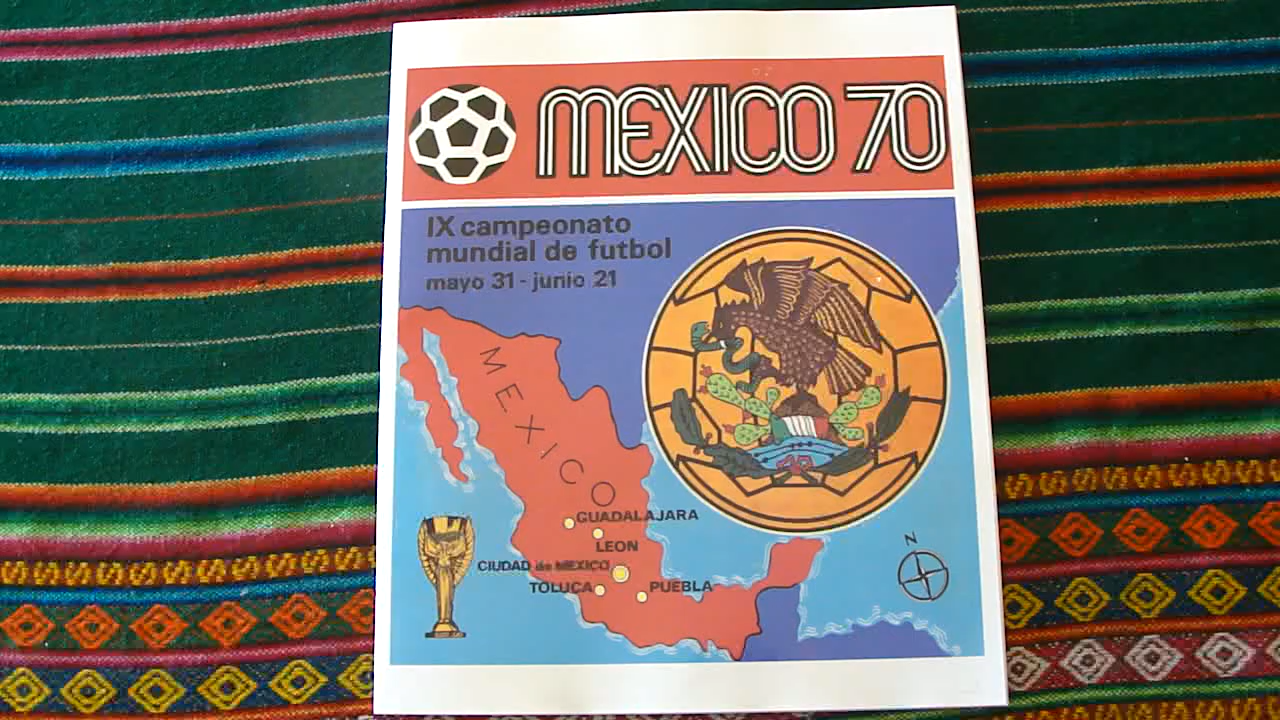 MEXICO 70
IX campeonato
mundial de futbol
mayo 31 - junio 21
MEXICO
GUADALAJARA
LEON
CIUDAD de MEXICO
TOLUCA
PUEBLA
N